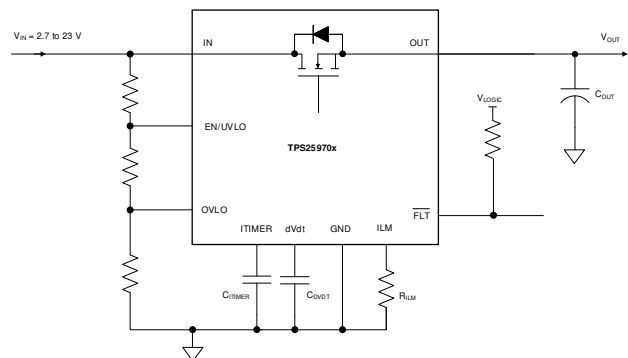 VIN = 2.7 to 23 V
IN
OUT
VOUT
COUT
VLOGIC
EN/UVLO
TPS25970x
OVLO
FLT
ITIMER
dVdt
GND
ILM
CITIMER
CDVDT
RILM